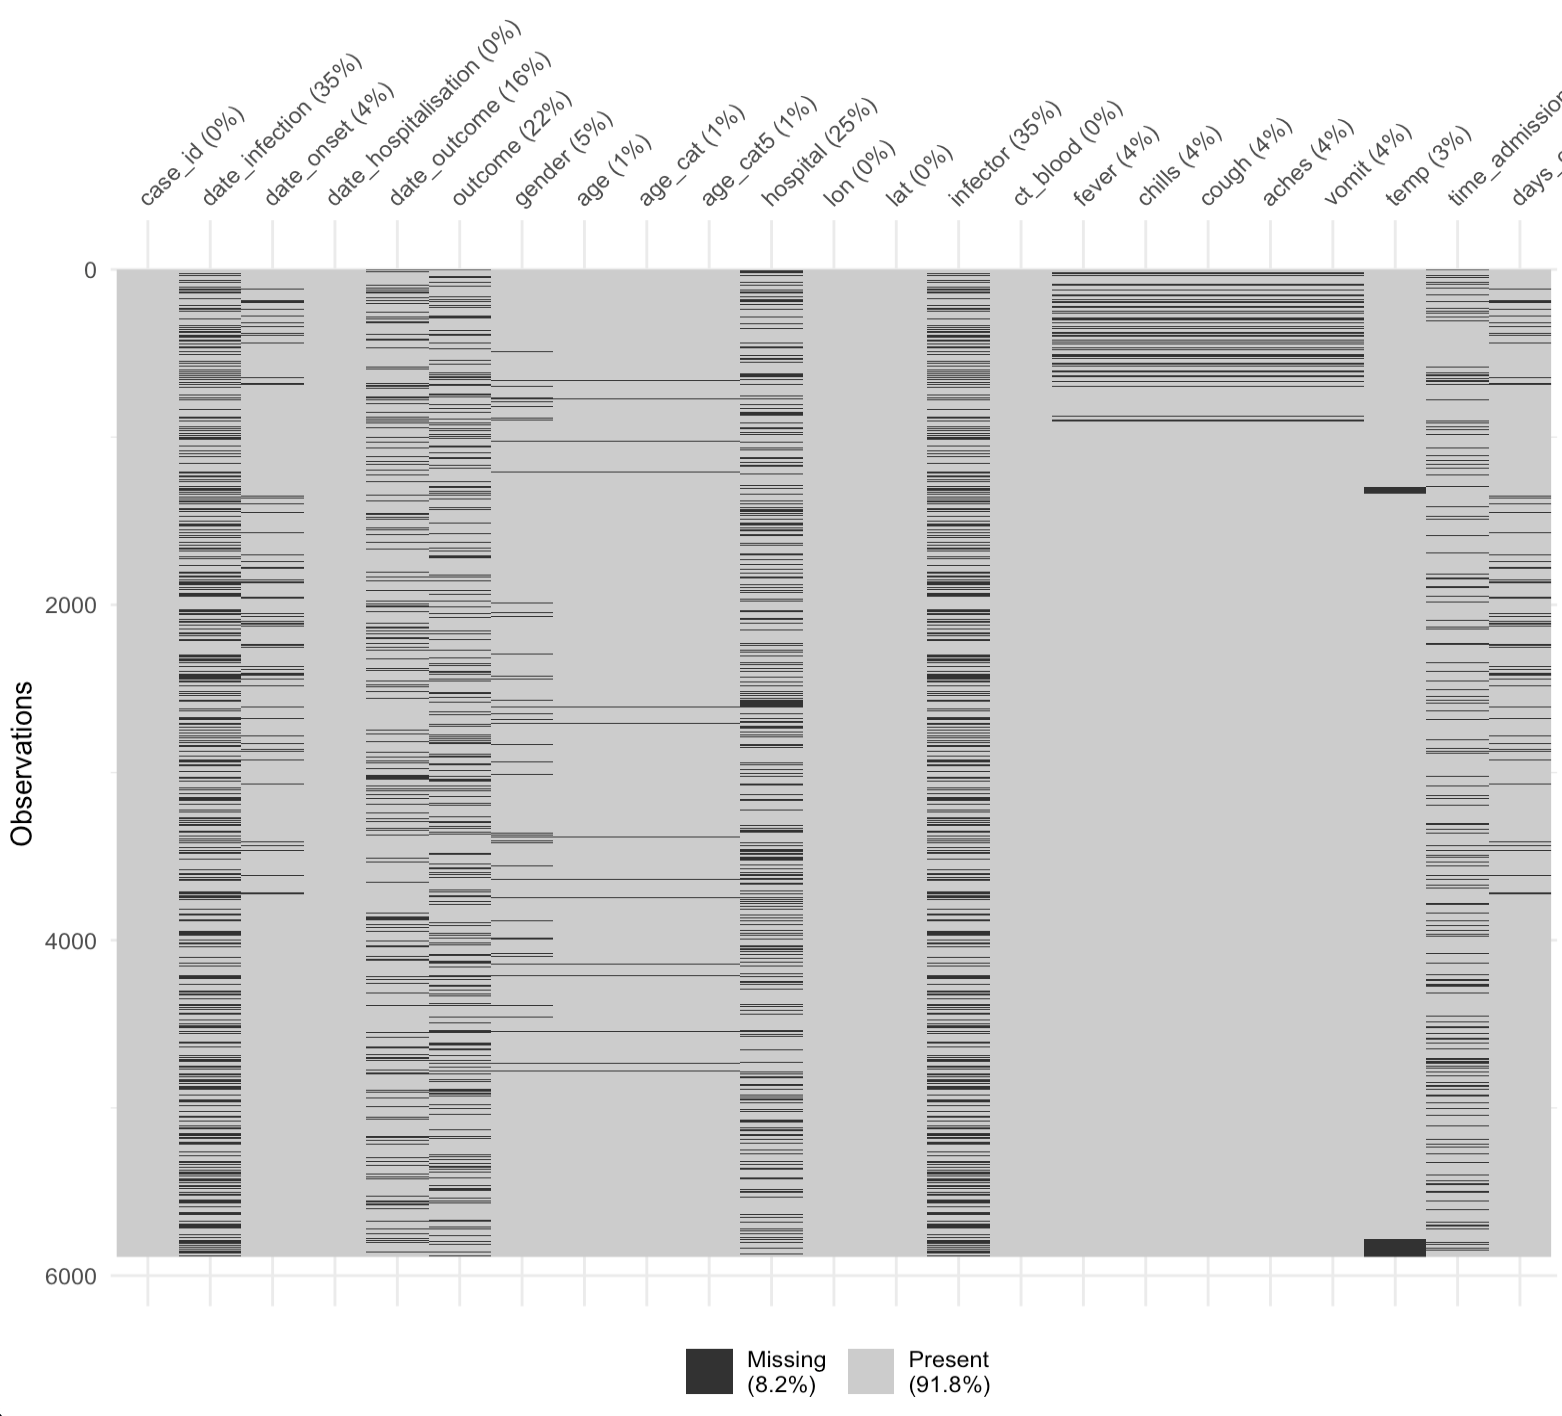 case_id (0%)
date_infection (35%)
date_onset (4%)
date_hospitalisation (0%)
date_outcome (16%)
outcome (22%)
gender (5%)
age (1%)
age_cat (1%)
age_cat5 (1%)
hospital (25%)
lon (0%)
lat (0%)
infector (35%)
ct_blood (0%)
fever (4%)
chills (4%)
cough (4%)
aches (4%)
vomit (4%)
temp (3%)
time_admission
days_
0
2000
4000
6000
Observations
Missing
(8.2%)
Present
(91.8%)